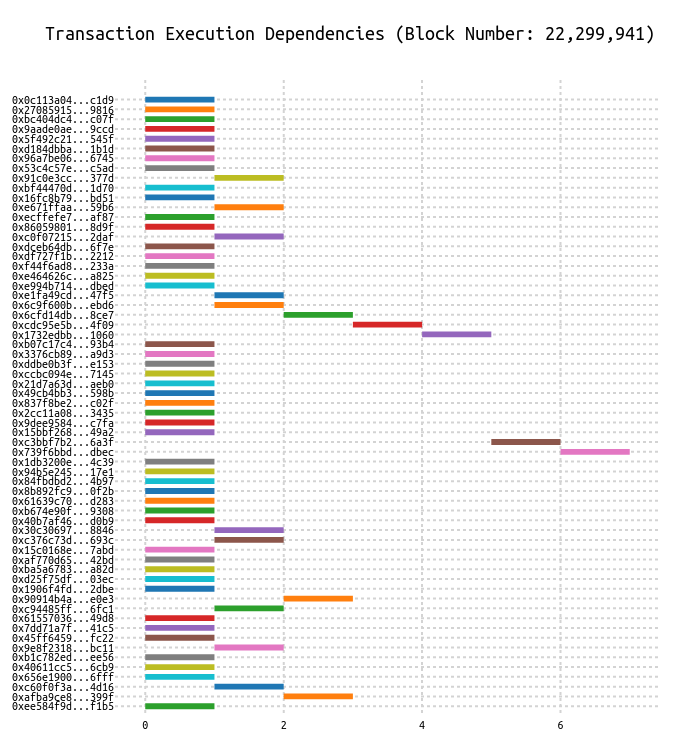 Transaction Execution Dependencies (Block Number: 22,299,941)
0x0c113a04...c1d9
0x27085915...9816
0xbc404dc4...c07f
0x9aade0ae...9ccd
0x5f492c21...545f
0xd184dbba...1b1d
0x96a7be06...6745
0x53c4c57e...c5ad
0x91c0e3cc...377d
0xbf44470d...1d70
0x16fc8b79...bd51
0xe671ffaa...59b6
0xecffefe7...af87
0x86059801...8d9f
0xc0f07215...2daf
0xdceb64db...6f7e
0xdf727f1b...2212
0xf44f6ad8...233a
0xe464626c...a825
0xe994b714...dbed
0xe1fa49cd...47f5
0x6c9f600b...ebd6
0x6cfd14db...8ce7
0xcdc95e5b...4f09
0x1732edbb...1060
0xb07c17c4...93b4
0x3376cb89...a9d3
0xddbe0b3f...e153
0xccbc094e...7145
0x21d7a63d...aeb0
0x49cb4bb3...598b
0x837f8be2...c02f
0x2cc11a08...3435
0x9dee9584...c7fa
0x15bbf268...49a2
0xc3bbf7b2...6a3f
0x739f6bbd...dbec
0x1db3200e...4c39
0x94b5e245...17e1
0x84fbdbd2...4b97
0x8b892fc9...0f2b
0x61639c70...d283
0xb674e90f...9308
0x40b7af46...d0b9
0x30c30697...8846
0xc376c73d...693c
0x15c0168e...7abd
0xaf770d65...42bd
0xba5a6783...a82d
0xd25f75df...03ec
0x1906f4fd...2dbe
0x90914b4a...e0e3
0xc94485ff...6fc1
0x61557036...49d8
0x7dd71a7f...41c5
0x45ff6459...fc22
0x9e8f2318...bc11
0xb1c782ed...ee56
0x40611cc5...6cb9
0x656e1900...6fff
0xc60f0f3a...4d16
0xafba9ce8...399f
0xee584f9d...f1b5
0 2 4 6